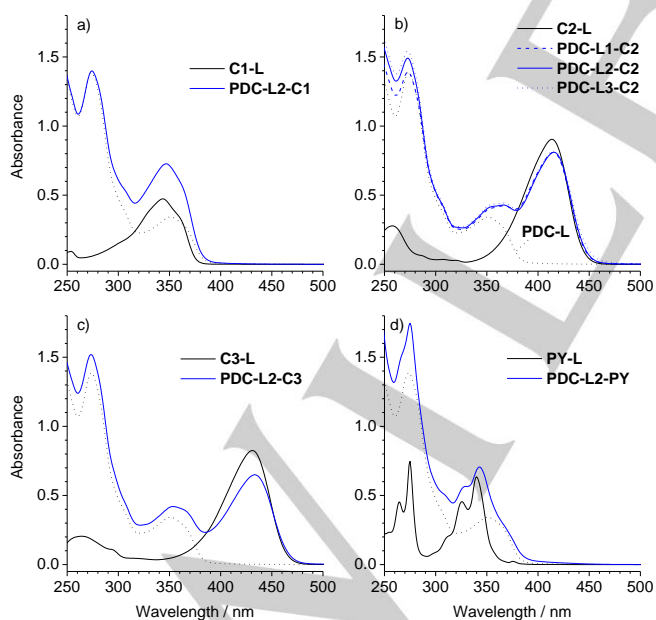 a)
C1-L
PDC-L2-C1
Absorbance
1.5
1.0
0.5
0.0
250 300 350 400 450 500
b)
C2-L
PDC-L1-C2
PDC-L2-C2
PDC-L3-C2
PDC-L
1.5
1.0
0.5
0.0
250 300 350 400 450 500
c)
C3-L
PDC-L2-C3
Absorbance
1.5
1.0
0.5
0.0
250 300 350 400 450 500
Wavelength / nm
d)
PY-L
PDC-L2-PY
1.5
1.0
0.5
0.0
250 300 350 400 450 500
Wavelength / nm